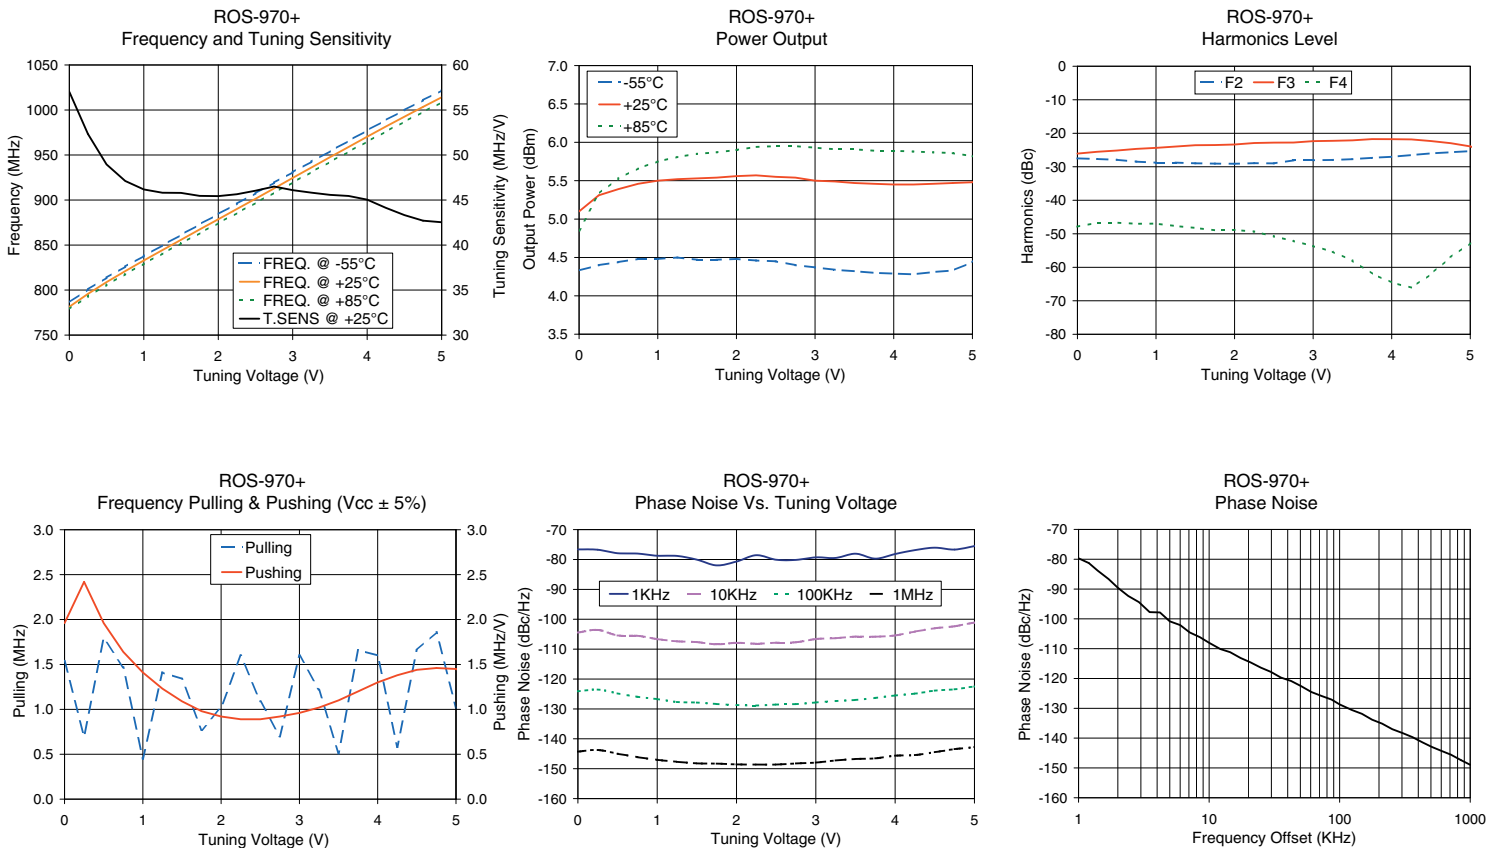 ROS-970+
Frequency and Tuning Sensitivity
1050
1000
950
900
850
800
750
60
55
50
45
40
35
30
Frequency (MHz)
Tuning Sensitivity (MHz/V)
FREQ. @ -55°C
FREQ. @ +25°C
FREQ. @ +85°C
T.SENS @ +25°C
0 1 2 3 4 5
Tuning Voltage (V)
ROS-970+
Power Output
7.0
6.5
6.0
5.5
5.0
4.5
4.0
3.5
Output Power (dBm)
-55°C
+25°C
+85°C
0 1 2 3 4 5
Tuning Voltage (V)
ROS-970+
Harmonics Level
0
-10
-20
-30
-40
-50
-60
-70
-80
Harmonics (dBc)
F2 F3 F4
0 1 2 3 4 5
Tuning Voltage (V)
ROS-970+
Frequency Pulling & Pushing (Vcc ± 5%)
3.0
2.5
2.0
1.5
1.0
0.5
0.0
3.0
2.5
2.0
1.5
1.0
0.5
0.0
Pulling (MHz)
Pushing (MHz/V)
Pulling
Pushing
0 1 2 3 4 5
Tuning Voltage (V)
ROS-970+
Phase Noise Vs. Tuning Voltage
-70
-80
-90
-100
-110
-120
-130
-140
-150
-160
Phase Noise (dBc/Hz)
1KHz 10KHz 100KHz 1MHz
0 1 2 3 4 5
Tuning Voltage (V)
ROS-970+
Phase Noise
-70
-80
-90
-100
-110
-120
-130
-140
-150
-160
Phase Noise (dBc/Hz)
1 10 100 1000
Frequency Offset (KHz)